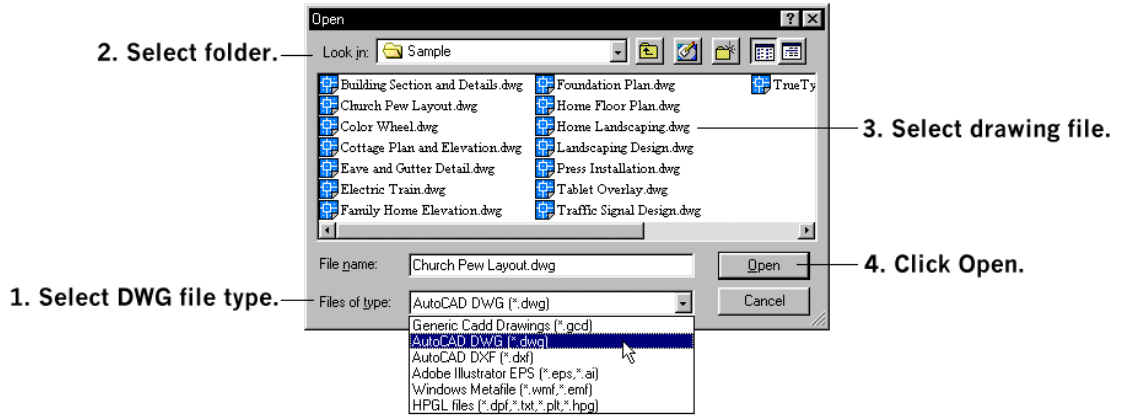 Open
2. Select folder.
Look in: Sample
Building Section and Details.dwg
Church Pew Layout.dwg
Color Wheel.dwg
Cottage Plan and Elevation.dwg
Eave and Gutter Detail.dwg
Electric Train.dwg
Family Home Elevation.dwg
Foundation Plan.dwg
Home Floor Plan.dwg
Home Landscaping.dwg
Landscaping Design.dwg
Press Installation.dwg
Tablet Overlay.dwg
Traffic Signal Design.dwg
TrueTy
3. Select drawing file.
File name: Church Pew Layout.dwg
Open
4. Click Open.
1. Select DWG file type.
Files of type: AutoCAD DWG (*.dwg)
Cancel
Generic Cadd Drawings (*.gcd)
AutoCAD DWG (*.dwg)
AutoCAD DXF (*.dxf)
Adobe Illustrator EPS (*.eps,*.ai)
Windows Metafile (*.wmf,*.emf)
HPGL files (*.dpf,*.txt,*.plt,*.hpg)